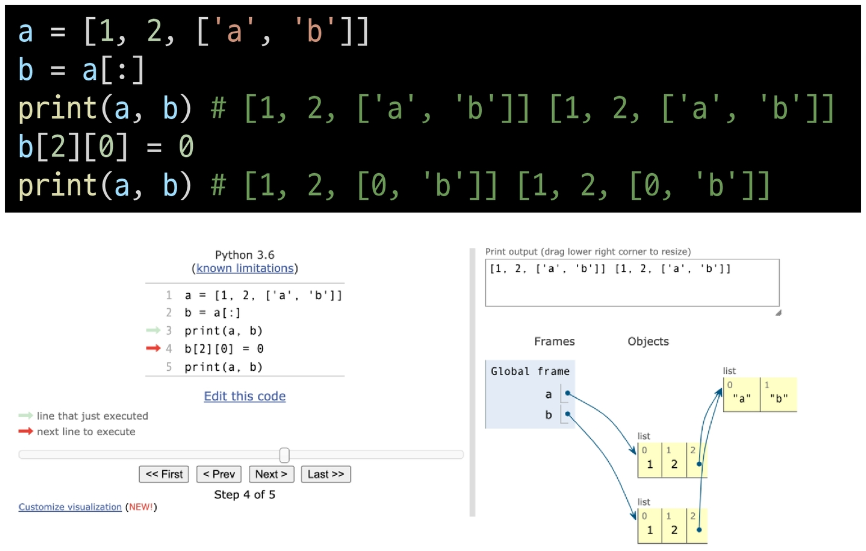 a = [1, 2, ['a', 'b']]
b = a[:]
print(a, b) # [1, 2, ['a', 'b']] [1, 2, ['a', 'b']]
b[2][0] = 0
print(a, b) # [1, 2, [0, 'b']] [1, 2, [0, 'b']]
Python 3.6
(known limitations)
1 a = [1, 2, ['a', 'b']]
2 b = a[:]
3 print(a, b)
4 b[2][0] = 0
5 print(a, b)
Edit this code
line that just executed
next line to execute
<< First < Prev Next > Last >>
Step 4 of 5
Customize visualization (NEW!)
Print output (drag lower right corner to resize)
[1, 2, ['a', 'b']] [1, 2, ['a', 'b']]
Frames Objects
Global frame
a
b
list
0 1
"a" "b"
list
0 1 2
1 2
list
0 1 2
1 2